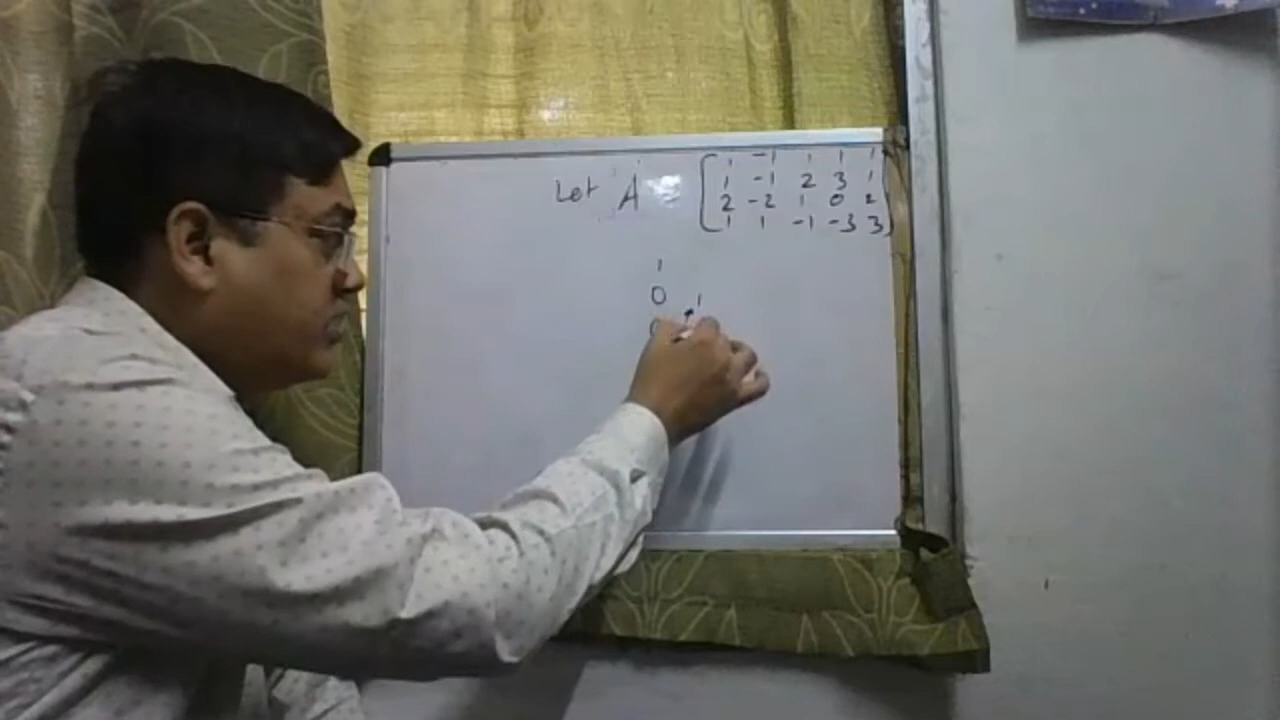 1 -1 1 1 1
Let A = 1 -1 2 3 1
2 -2 1 0 2
1 1 -1 -3 3
1
0 1
0